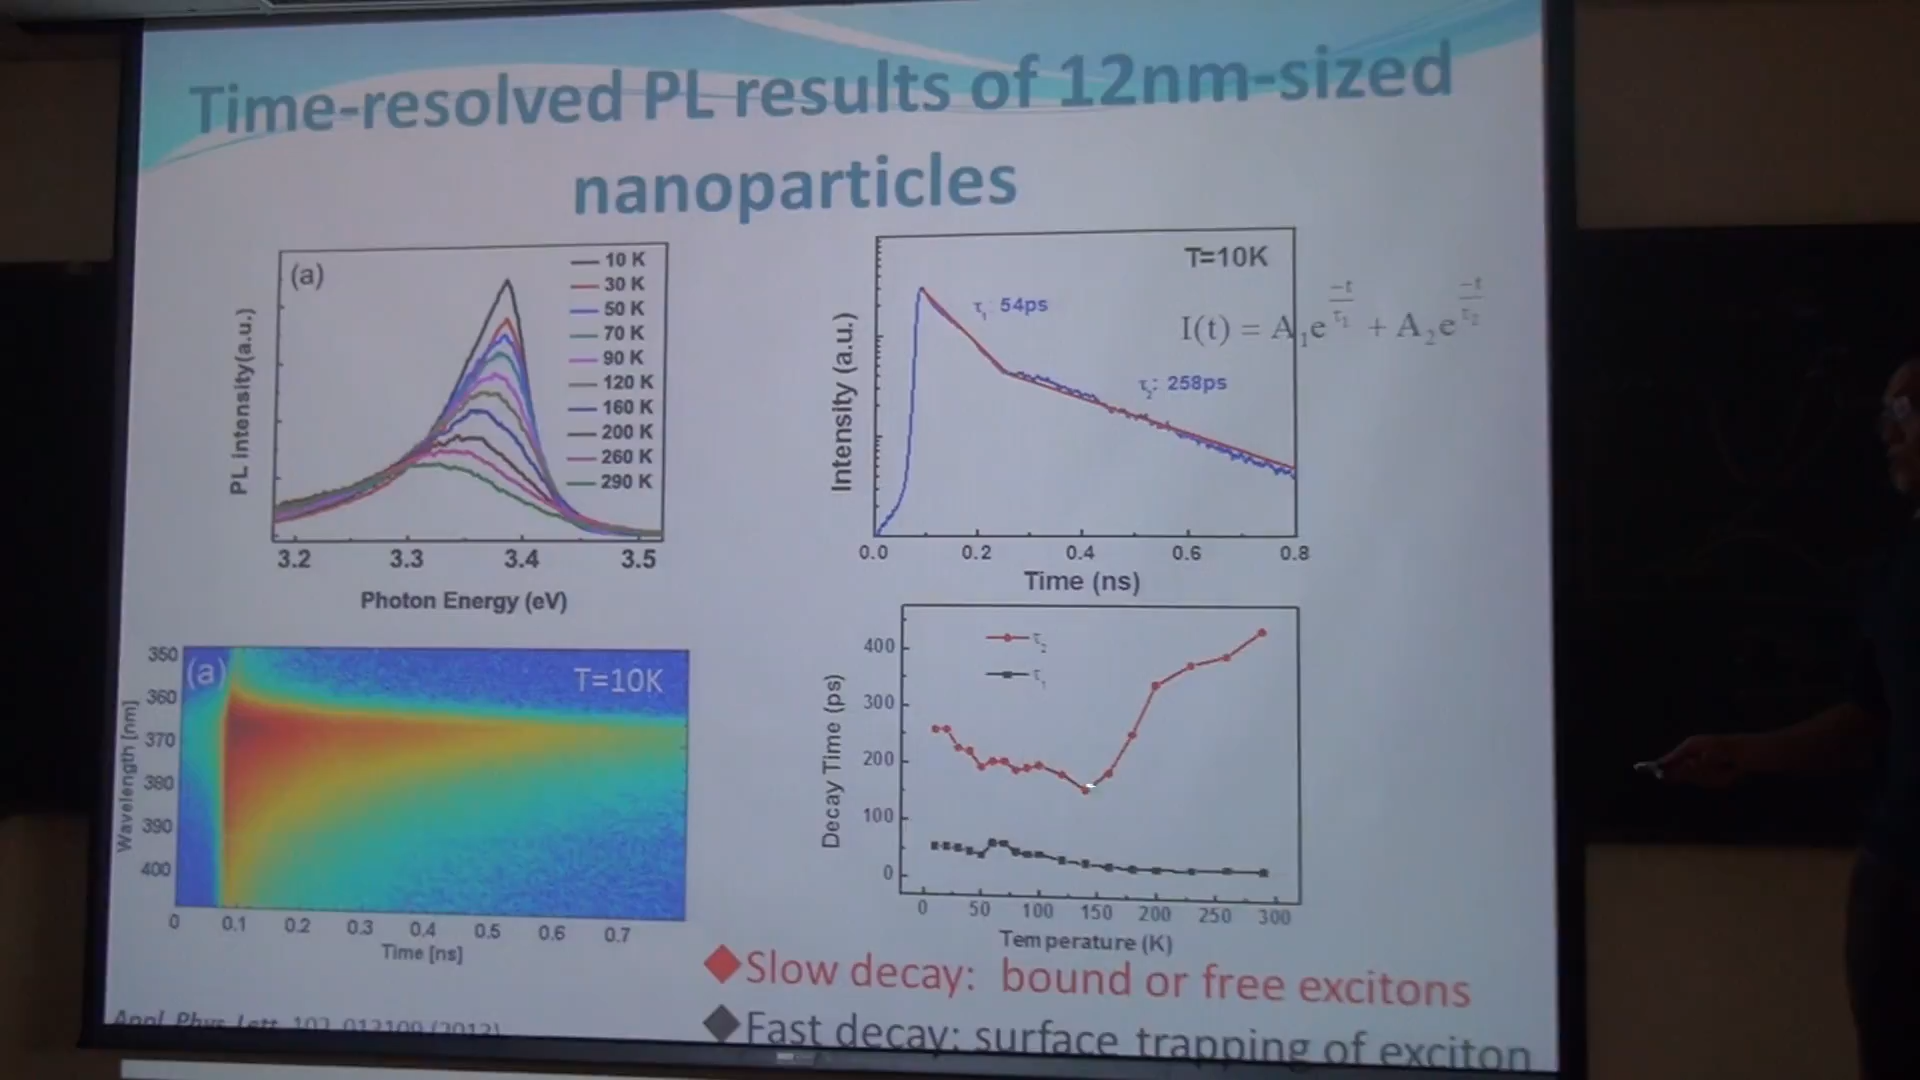 Time-resolved PL results of 12nm-sized
nanoparticles
(a)
10 K
30 K
50 K
70 K
90 K
120 K
160 K
200 K
260 K
290 K
PL intensity(a.u.)
3.2 3.3 3.4 3.5
Photon Energy (eV)
T=10K
τ1: 54ps
I(t) = A1e^(-t/τ1) + A2e^(-t/τ2)
τ2: 258ps
Intensity (a.u.)
0.0 0.2 0.4 0.6 0.8
Time (ns)
(a)
T=10K
350
360
370
380
390
400
Wavelength [nm]
0 0.1 0.2 0.3 0.4 0.5 0.6 0.7
Time [ns]
τ2
τ1
400
300
200
100
0
Decay Time (ps)
0 50 100 150 200 250 300
Temperature (K)
Slow decay: bound or free excitons
Fast decay: surface trapping of exciton
Appl. Phys. Lett. 102